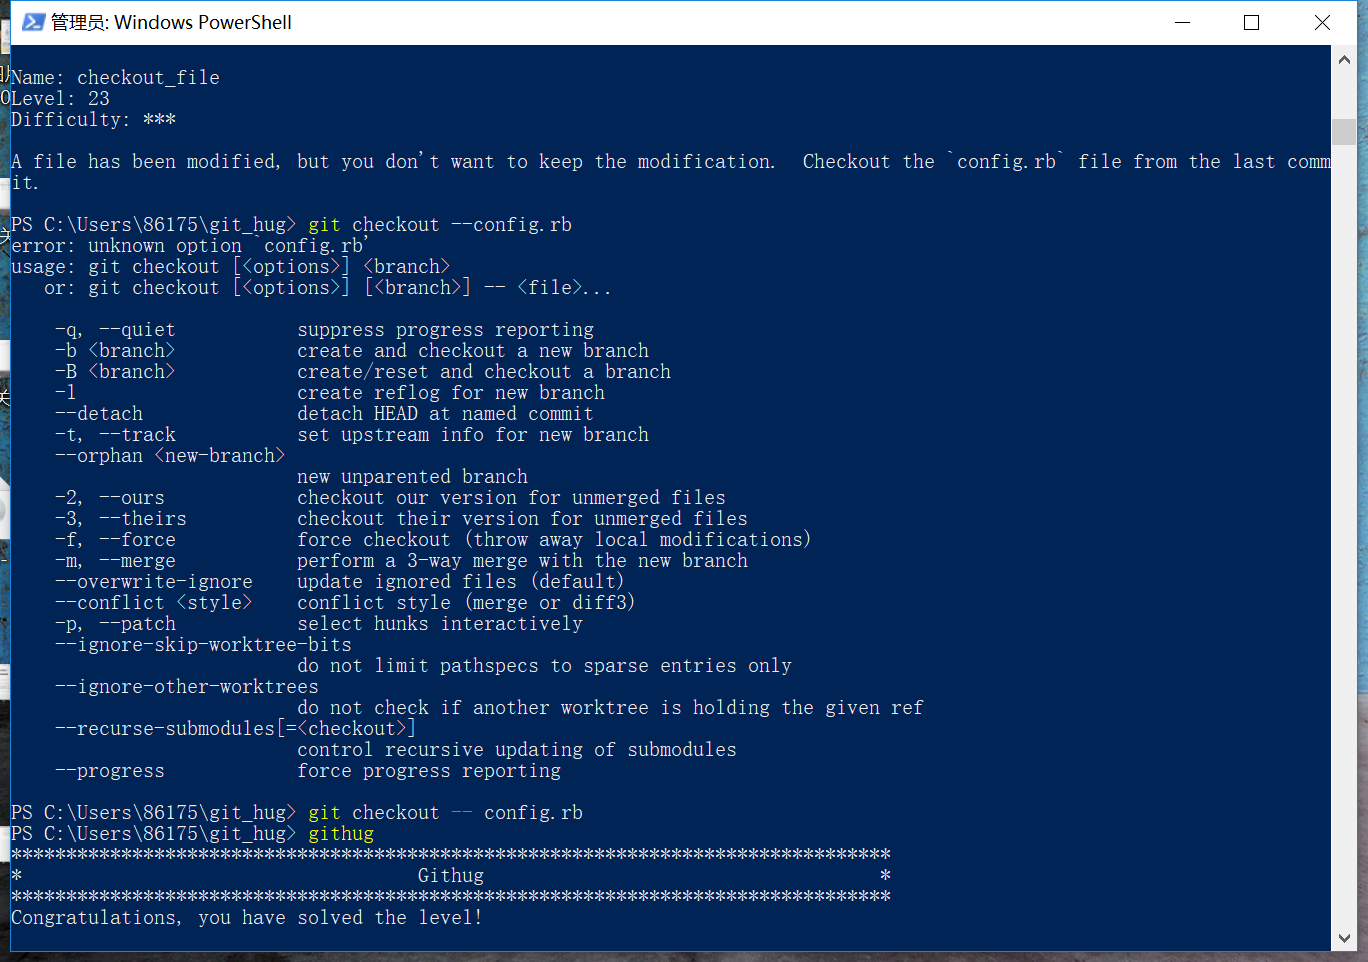 管理员: Windows PowerShell
Name: checkout_file
Level: 23
Difficulty: ***
A file has been modified, but you don't want to keep the modification.  Checkout the `config.rb` file from the last comm
it.
PS C:\Users\86175\git_hug> git checkout --config.rb
error: unknown option `config.rb'
usage: git checkout [<options>] <branch>
   or: git checkout [<options>] [<branch>] -- <file>...
    -q, --quiet           suppress progress reporting
    -b <branch>           create and checkout a new branch
    -B <branch>           create/reset and checkout a branch
    -l                    create reflog for new branch
    --detach              detach HEAD at named commit
    -t, --track           set upstream info for new branch
    --orphan <new-branch>
                          new unparented branch
    -2, --ours            checkout our version for unmerged files
    -3, --theirs          checkout their version for unmerged files
    -f, --force           force checkout (throw away local modifications)
    -m, --merge           perform a 3-way merge with the new branch
    --overwrite-ignore    update ignored files (default)
    --conflict <style>    conflict style (merge or diff3)
    -p, --patch           select hunks interactively
    --ignore-skip-worktree-bits
                          do not limit pathspecs to sparse entries only
    --ignore-other-worktrees
                          do not check if another worktree is holding the given ref
    --recurse-submodules[=<checkout>]
                          control recursive updating of submodules
    --progress            force progress reporting
PS C:\Users\86175\git_hug> git checkout -- config.rb
PS C:\Users\86175\git_hug> githug
********************************************************************************
*                                    Githug                                    *
********************************************************************************
Congratulations, you have solved the level!